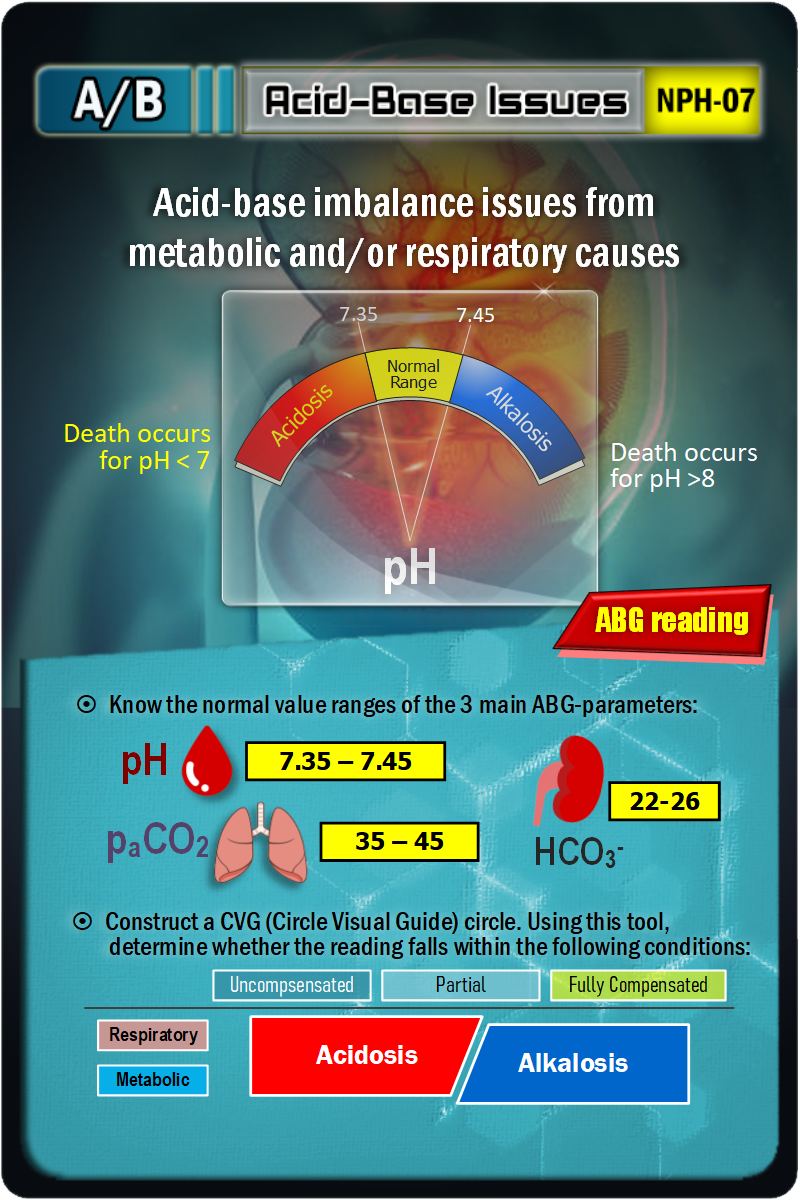 A/B
Acid-Base Issues
NPH-07
Acid-base imbalance issues from
metabolic and/or respiratory causes
7.35
7.45
Normal
Range
Acidosis
Alkalosis
Death occurs
for pH < 7
Death occurs
for pH >8
pH
ABG reading
⊙ Know the normal value ranges of the 3 main ABG-parameters:
pH
7.35 – 7.45
22-26
paCO2
35 – 45
HCO3-
⊙ Construct a CVG (Circle Visual Guide) circle. Using this tool,
determine whether the reading falls within the following conditions:
Uncompsensated
Partial
Fully Compensated
Respiratory
Metabolic
Acidosis
Alkalosis